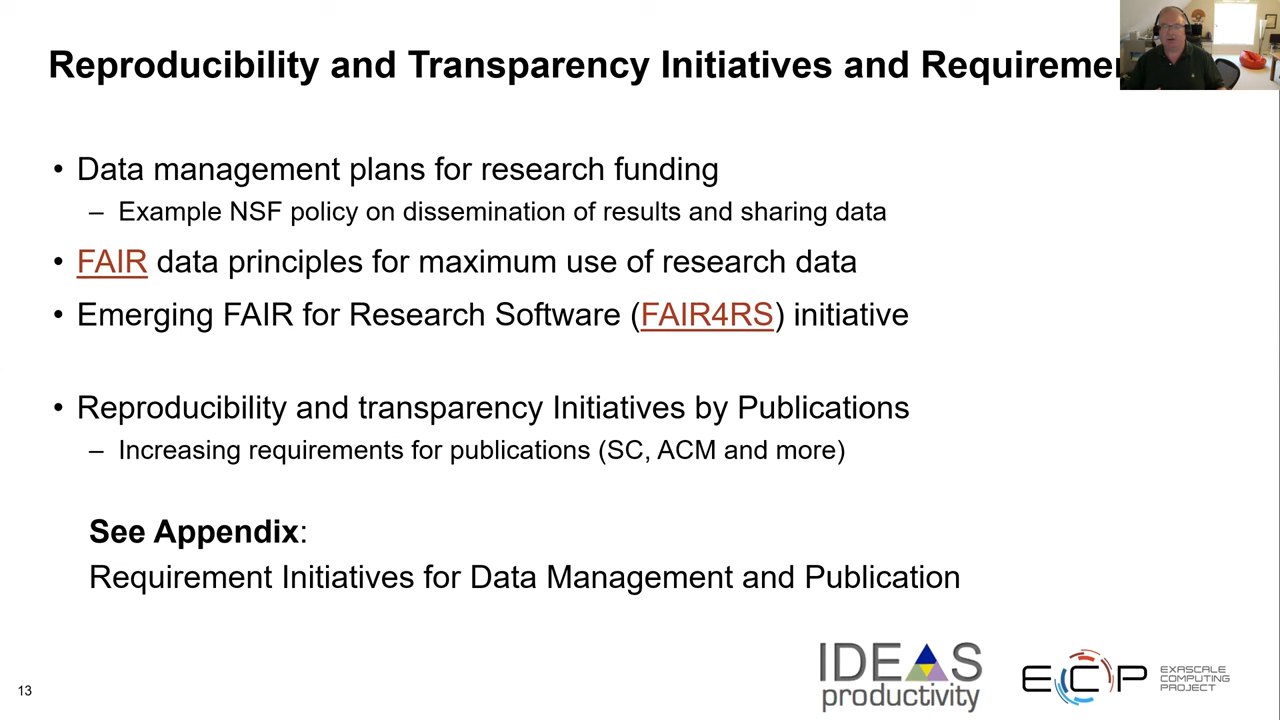 Reproducibility and Transparency Initiatives and
• Data management plans for research funding
– Example NSF policy on dissemination of results and sharing data
• FAIR data principles for maximum use of research data
• Emerging FAIR for Research Software (FAIR4RS) initiative
• Reproducibility and transparency Initiatives by Publications
– Increasing requirements for publications (SC, ACM and more)
See Appendix:
Requirement Initiatives for Data Management and Publication
13
IDEAS
productivity
ECP
EXASCALE
COMPUTING
PROJECT